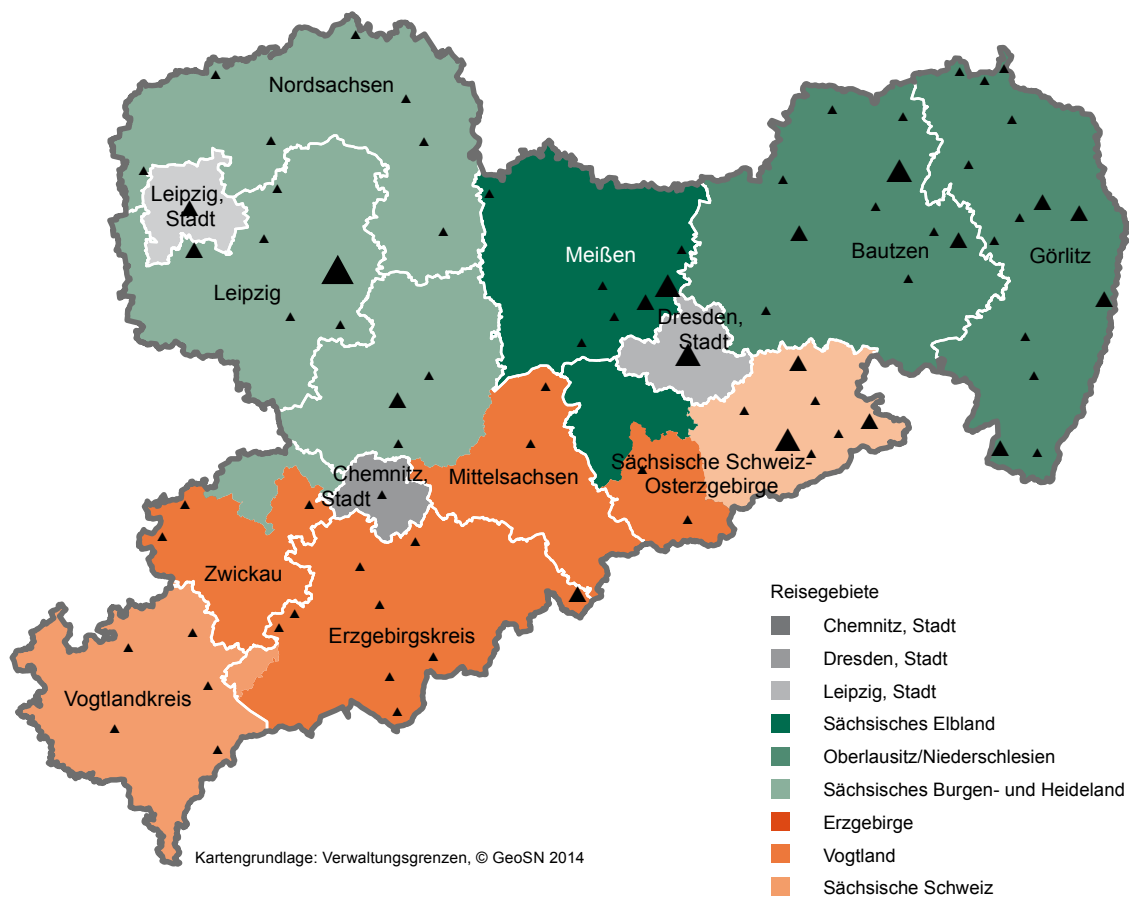 Nordsachsen
Leipzig,
Stadt
Meißen
Bautzen
Görlitz
Leipzig
Dresden,
Stadt
Chemnitz,
Stadt
Mittelsachsen
Sächsische Schweiz-
Osterzgebirge
Zwickau
Erzgebirgskreis
Vogtlandkreis
Reisegebiete
Chemnitz, Stadt
Dresden, Stadt
Leipzig, Stadt
Sächsisches Elbland
Oberlausitz/Niederschlesien
Sächsisches Burgen- und Heideland
Erzgebirge
Vogtland
Sächsische Schweiz
Kartengrundlage: Verwaltungsgrenzen, © GeoSN 2014